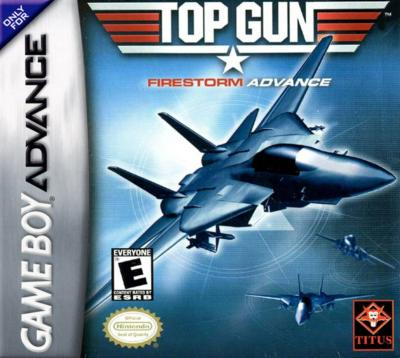 ONLY
FOR
GAME BOY ADVANCE
TOP GUN
™
FIRESTORM ADVANCE
EVERYONE
E
CONTENT RATED BY
ESRB
Official
Nintendo
Seal of Quality
TITUS